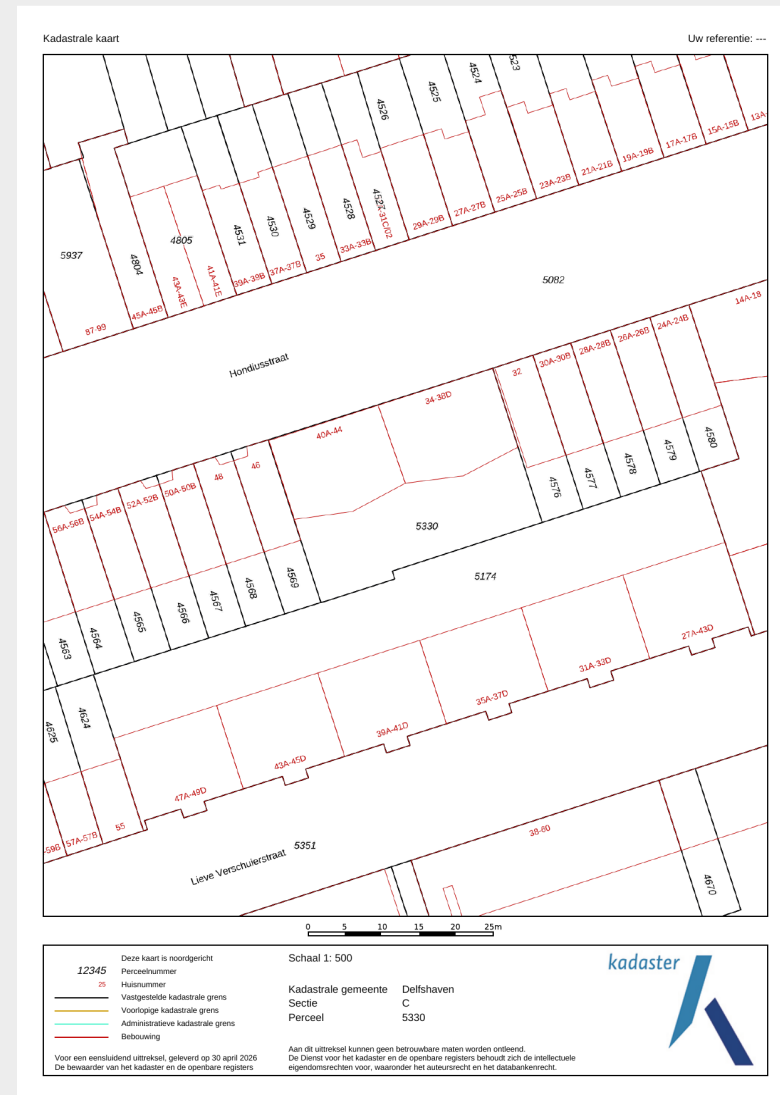 Kadastrale kaart
Uw referentie: ---
4523
4524
4525
4526
13A-
15A-15B
17A-17B
19A-19B
21A-21B
23A-23B
25A-25B
27A-27B
29A-29B
4527
4528
33A-33B
4529
35
4530
37A-37B
4531
39A-39B
4805
41A-41E
43A-43E
4804
45A-45B
5937
87-99
5082
Hondiusstraat
14A-18
24A-24B
26A-26B
28A-28B
30A-30B
32
34-38D
40A-44
46
48
50A-50B
52A-52B
54A-54B
56A-56B
4580
4579
4578
4577
4576
5330
5174
4569
4568
4567
4566
4565
4564
4563
27A-43D
31A-33D
35A-37D
39A-41D
43A-45D
47A-49D
4624
4625
55
57A-57B
-59B
5351
Lieve Verschuierstraat
38-60
4670
0 5 10 15 20 25m
Deze kaart is noordgericht
12345 Perceelnummer
25 Huisnummer
Vastgestelde kadastrale grens
Voorlopige kadastrale grens
Administratieve kadastrale grens
Bebouwing
Voor een eensluidend uittreksel, geleverd op 30 april 2026
De bewaarder van het kadaster en de openbare registers
Schaal 1: 500
Kadastrale gemeente Delfshaven
Sectie C
Perceel 5330
Aan dit uittreksel kunnen geen betrouwbare maten worden ontleend.
De Dienst voor het kadaster en de openbare registers behoudt zich de intellectuele
eigendomsrechten voor, waaronder het auteursrecht en het databankenrecht.
kadaster